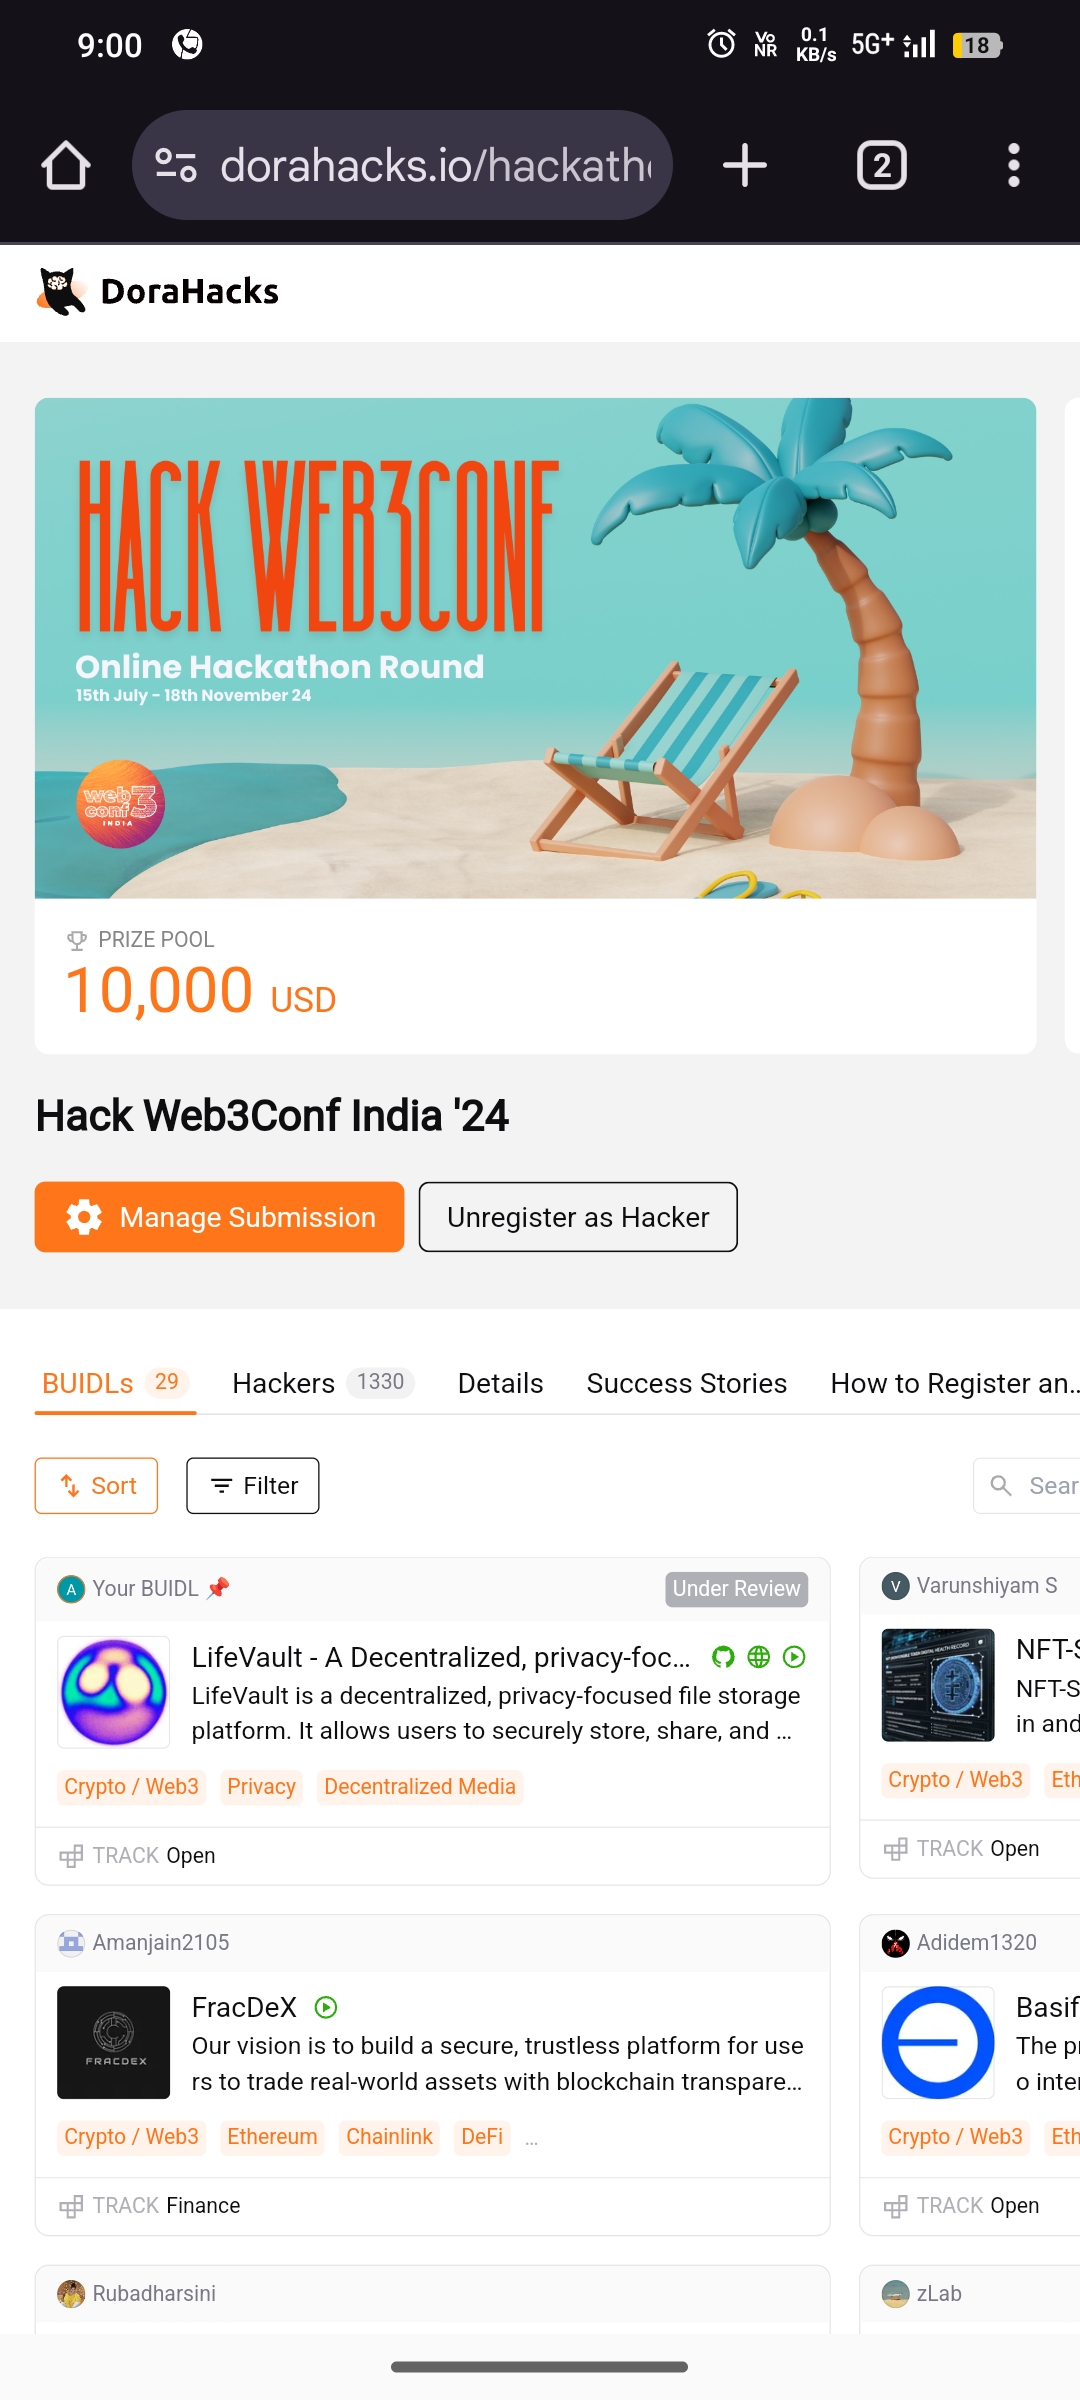 9:00
Vo
NR
0.1
KB/s
5G+
18
dorahacks.io/hackath
2
DoraHacks
HACK WEB3CONF
Online Hackathon Round
15th July - 18th November 24
web3
conf
INDIA
PRIZE POOL
10,000 USD
Hack Web3Conf India '24
Manage Submission
Unregister as Hacker
BUIDLs 29
Hackers 1330
Details
Success Stories
How to Register an...
Sort
Filter
Sear
A Your BUIDL
Under Review
LifeVault - A Decentralized, privacy-foc...
LifeVault is a decentralized, privacy-focused file storage
platform. It allows users to securely store, share, and ...
Crypto / Web3
Privacy
Decentralized Media
TRACK Open
V Varunshiyam S
NFT-S
NFT-S
in and
Crypto / Web3
Eth
TRACK Open
Amanjain2105
FRACDEX
FracDeX
Our vision is to build a secure, trustless platform for use
rs to trade real-world assets with blockchain transpare...
Crypto / Web3
Ethereum
Chainlink
DeFi
...
TRACK Finance
Adidem1320
Basif
The pr
o inter
Crypto / Web3
Eth
TRACK Open
Rubadharsini
zLab